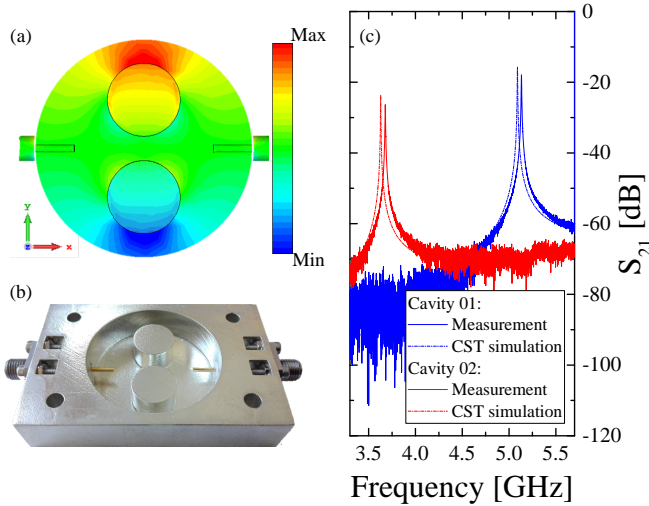 (a)
Max
Min
Y
Z
X
(b)
(c)
0
-20
-40
-60
-80
-100
-120
S21 [dB]
Cavity 01:
Measurement
CST simulation
Cavity 02:
Measurement
CST simulation
3.5 4.0 4.5 5.0 5.5
Frequency [GHz]